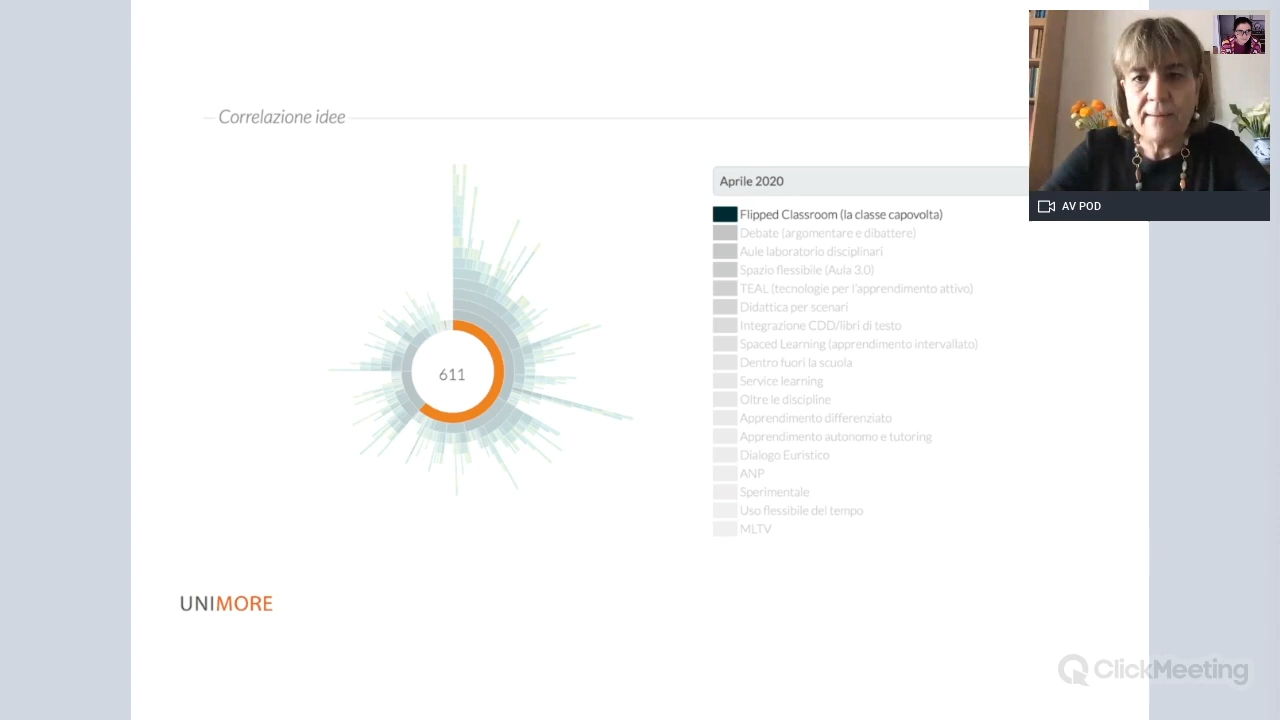 Correlazione idee
611
Aprile 2020
Flipped Classroom (la classe capovolta)
Debate (argomentare e dibattere)
Aule laboratorio disciplinari
Spazio flessibile (Aula 3.0)
TEAL (tecnologie per l'apprendimento attivo)
Didattica per scenari
Integrazione CDD/libri di testo
Spaced Learning (apprendimento intervallato)
Dentro fuori la scuola
Service learning
Oltre le discipline
Apprendimento differenziato
Apprendimento autonomo e tutoring
Dialogo Euristico
ANP
Sperimentale
Uso flessibile del tempo
MLTV
AV POD
UNIMORE
ClickMeeting